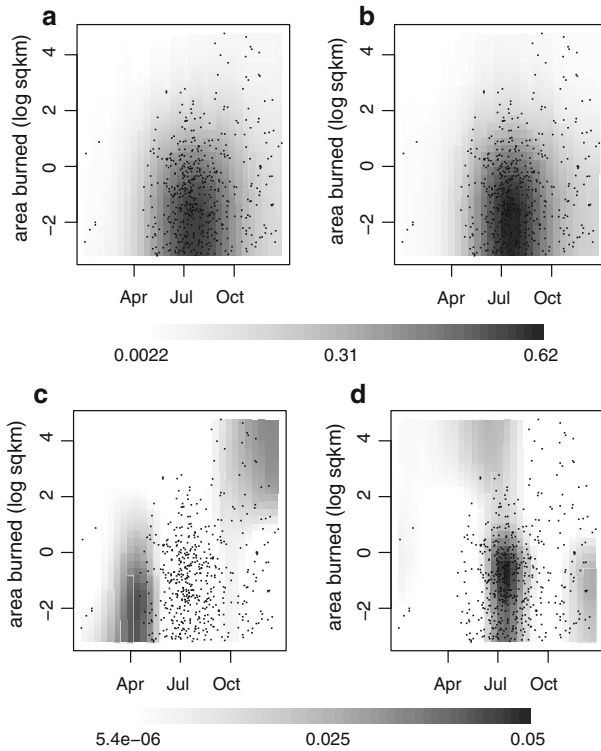 a
b
area burned (log sqkm)
4
2
0
−2
Apr
Jul
Oct
area burned (log sqkm)
4
2
0
−2
Apr
Jul
Oct
0.0022
0.31
0.62
c
d
area burned (log sqkm)
4
2
0
−2
Apr
Jul
Oct
area burned (log sqkm)
4
2
0
−2
Apr
Jul
Oct
5.4e−06
0.025
0.05